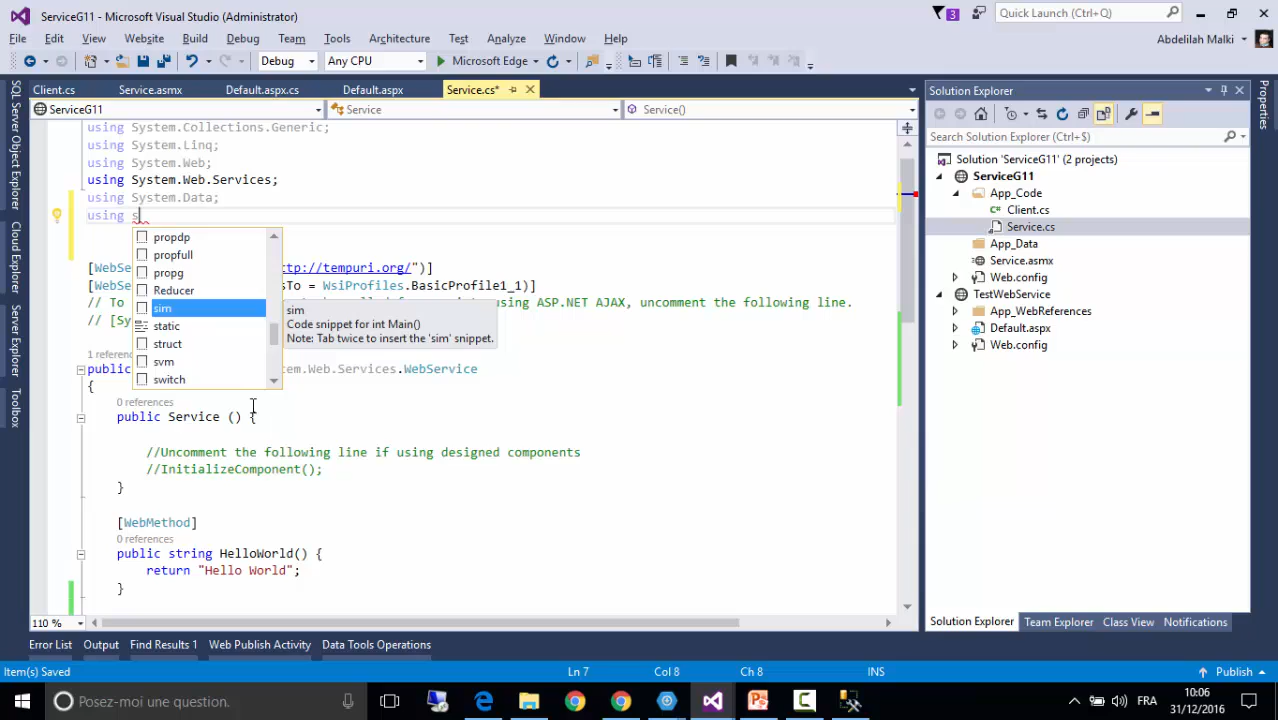 ServiceG11 - Microsoft Visual Studio (Administrator)
3
Quick Launch (Ctrl+Q)
File Edit View Website Build Debug Team Tools Architecture Test Analyze Window Help
Abdelilah Malki
Debug
Any CPU
Microsoft Edge
Client.cs
Service.asmx
Default.aspx.cs
Default.aspx
Service.cs*
ServiceG11
Service
Service()
SQL Server Object Explorer
Cloud Explorer
Server Explorer
Toolbox
using System.Collections.Generic;
using System.Linq;
using System.Web;
using System.Web.Services;
using System.Data;
using s
propdp
propfull
propg
Reducer
sim
static
struct
svm
switch
sim
Code snippet for int Main()
Note: Tab twice to insert the 'sim' snippet.
[WebSe
ttp://tempuri.org/")]
[WebSe
sTo = WsiProfiles.BasicProfile1_1)]
// To
using ASP.NET AJAX, uncomment the following line.
// [Sy
1 referenc
public
tem.Web.Services.WebService
{
0 references
public Service () {
//Uncomment the following line if using designed components
//InitializeComponent();
}
[WebMethod]
0 references
public string HelloWorld() {
return "Hello World";
}
110 %
Solution Explorer
Search Solution Explorer (Ctrl+$)
Solution 'ServiceG11' (2 projects)
ServiceG11
App_Code
Client.cs
Service.cs
App_Data
Service.asmx
Web.config
TestWebService
App_WebReferences
Default.aspx
Web.config
Properties
Solution Explorer Team Explorer Class View Notifications
Error List Output Find Results 1 Web Publish Activity Data Tools Operations
Item(s) Saved
Ln 7
Col 8
Ch 8
INS
Publish
Posez-moi une question.
FRA
10:06
31/12/2016